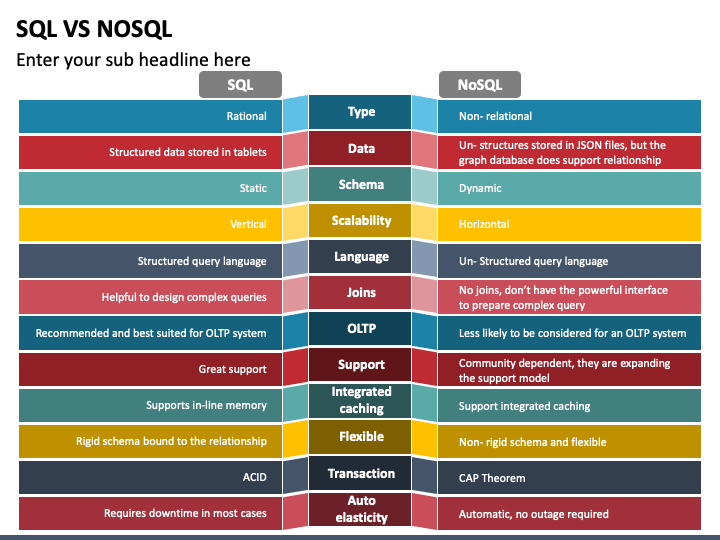 SQL VS NOSQL
Enter your sub headline here
SQL
NoSQL
Rational
Type
Non- relational
Structured data stored in tablets
Data
Un- structures stored in JSON files, but the
graph database does support relationship
Static
Schema
Dynamic
Vertical
Scalability
Horizontal
Structured query language
Language
Un- Structured query language
Helpful to design complex queries
Joins
No joins, don’t have the powerful interface
to prepare complex query
Recommended and best suited for OLTP system
OLTP
Less likely to be considered for an OLTP system
Great support
Support
Community dependent, they are expanding
the support model
Supports in-line memory
Integrated
caching
Support integrated caching
Rigid schema bound to the relationship
Flexible
Non- rigid schema and flexible
ACID
Transaction
CAP Theorem
Requires downtime in most cases
Auto
elasticity
Automatic, no outage required